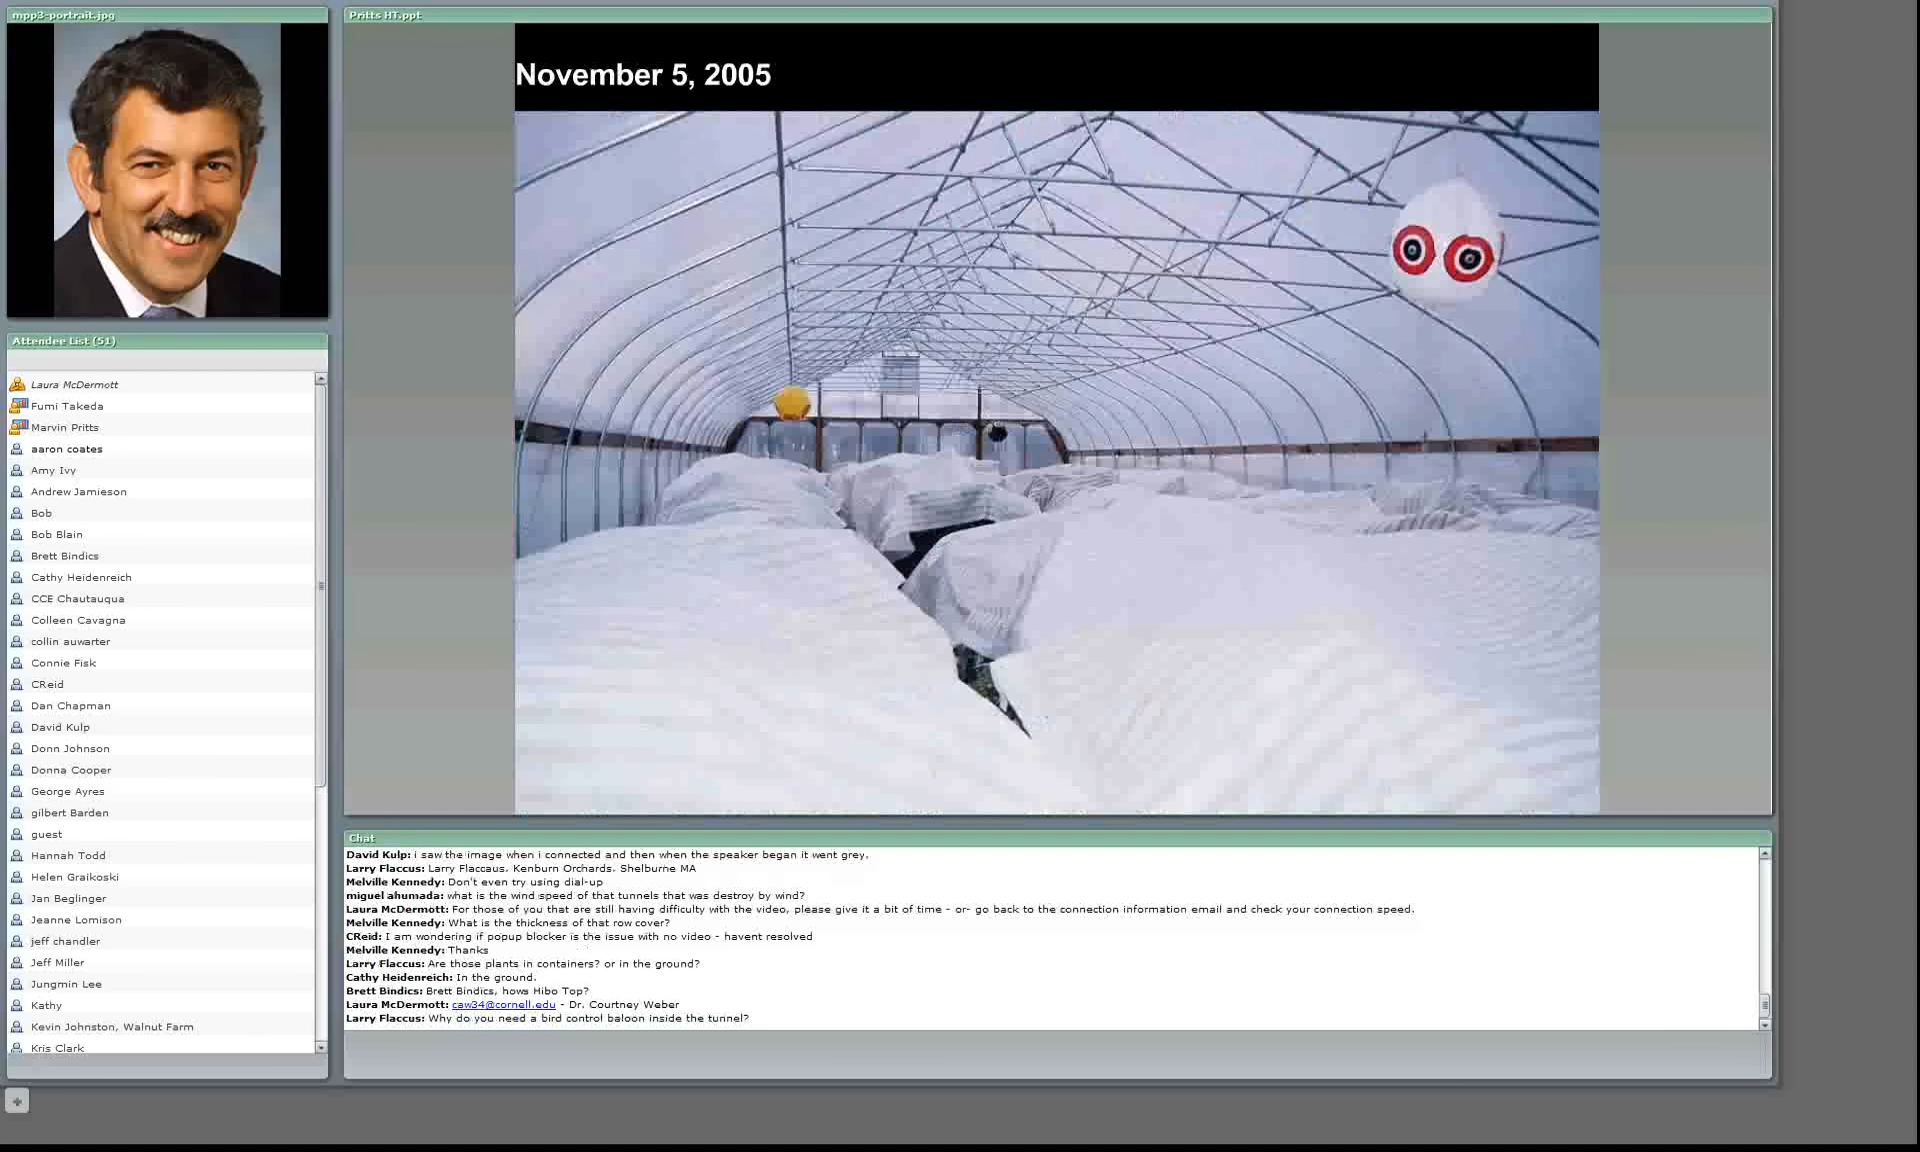 mpp3-portrait.jpg
Attendee List (51)
Laura McDermott
Fumi Takeda
Marvin Pritts
aaron coates
Amy Ivy
Andrew Jamieson
Bob
Bob Blain
Brett Bindics
Cathy Heidenreich
CCE Chautauqua
Colleen Cavagna
collin auwarter
Connie Fisk
CReid
Dan Chapman
David Kulp
Donn Johnson
Donna Cooper
George Ayres
gilbert Barden
guest
Hannah Todd
Helen Graikoski
Jan Beglinger
Jeanne Lomison
jeff chandler
Jeff Miller
Jungmin Lee
Kathy
Kevin Johnston, Walnut Farm
Kris Clark
Pritts HT.ppt
November 5, 2005
Chat
David Kulp: i saw the image when i connected and then when the speaker began it went grey.
Larry Flaccus: Larry Flaccaus. Kenburn Orchards. Shelburne MA
Melville Kennedy: Don't even try using dial-up
miguel ahumada: what is the wind speed of that tunnels that was destroy by wind?
Laura McDermott: For those of you that are still having difficulty with the video, please give it a bit of time - or- go back to the connection information email and check your connection speed.
Melville Kennedy: What is the thickness of that row cover?
CReid: I am wondering if popup blocker is the issue with no video - havent resolved
Melville Kennedy: Thanks
Larry Flaccus: Are those plants in containers? or in the ground?
Cathy Heidenreich: In the ground.
Brett Bindics: Brett Bindics, hows Hibo Top?
Laura McDermott: caw34@cornell.edu - Dr. Courtney Weber
Larry Flaccus: Why do you need a bird control baloon inside the tunnel?